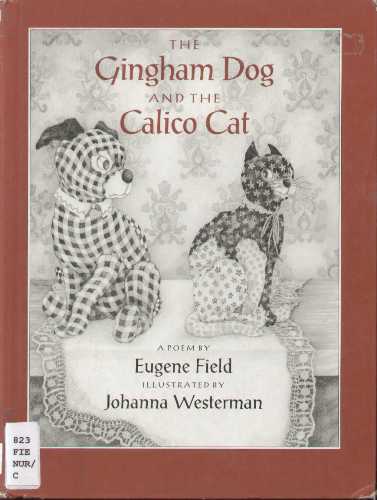 THE
Gingham Dog
AND THE
Calico Cat
A POEM BY
Eugene Field
ILLUSTRATED BY
Johanna Westerman
823
FIE
NUR/
C